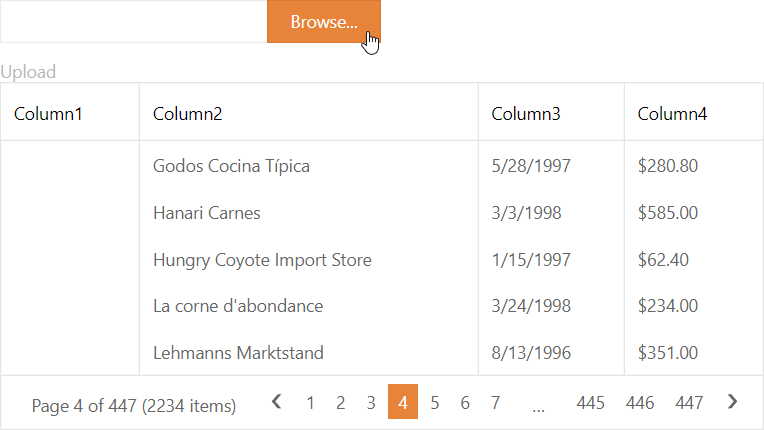 Browse...
Upload
Column1 Column2 Column3 Column4
Godos Cocina Típica 5/28/1997 $280.80
Hanari Carnes 3/3/1998 $585.00
Hungry Coyote Import Store 1/15/1997 $62.40
La corne d'abondance 3/24/1998 $234.00
Lehmanns Marktstand 8/13/1996 $351.00
Page 4 of 447 (2234 items) 1 2 3 4 5 6 7 ... 445 446 447